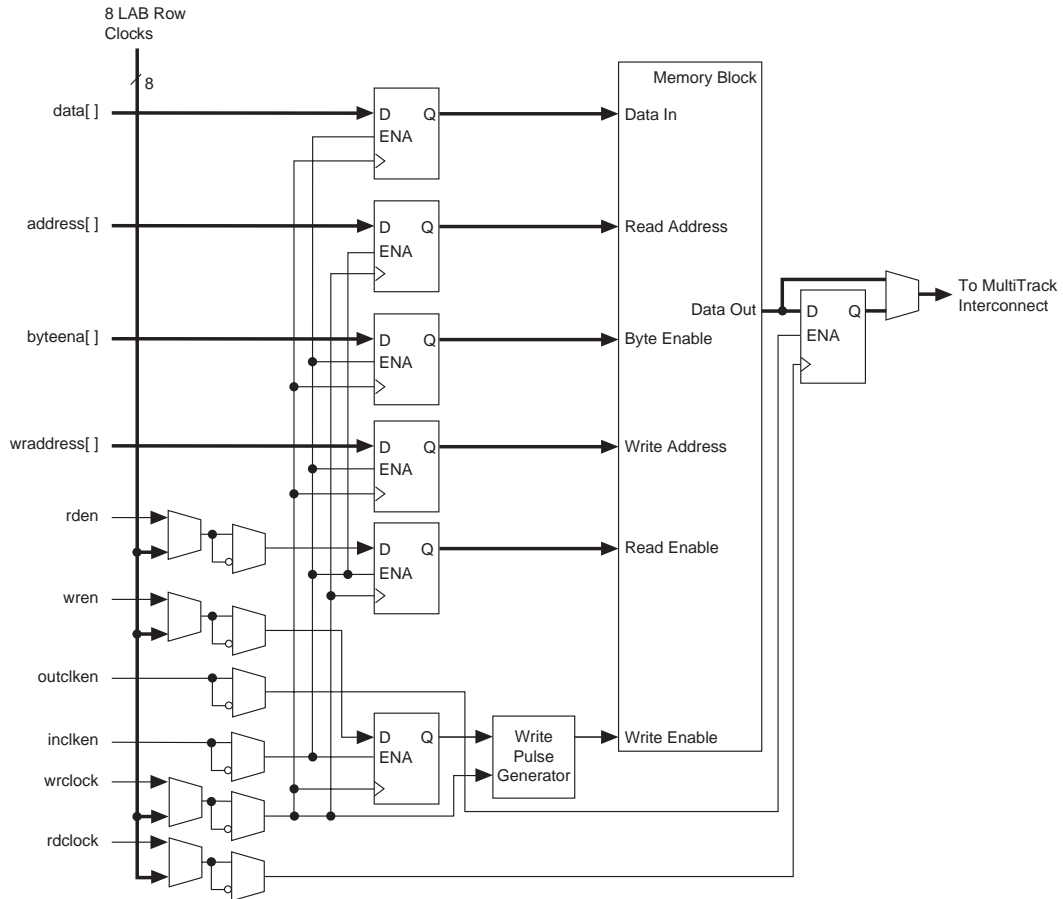 8 LAB Row
Clocks
8
Memory Block
data[ ]
D Q
ENA
Data In
address[ ]
D Q
ENA
Read Address
To MultiTrack
Interconnect
Data Out
D Q
ENA
byteena[ ]
D Q
ENA
Byte Enable
wraddress[ ]
D Q
ENA
Write Address
rden
D Q
ENA
Read Enable
wren
outclken
inclken
D Q
ENA
Write
Pulse
Generator
Write Enable
wrclock
rdclock